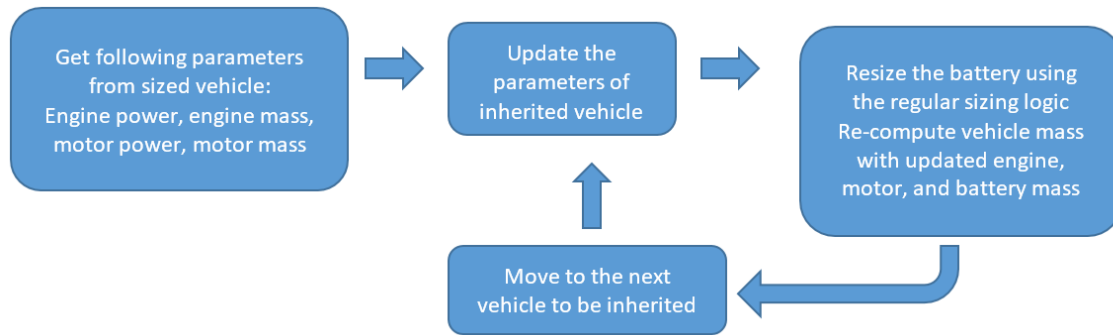 Get following parameters
from sized vehicle:
Engine power, engine mass,
motor power, motor mass
Update the
parameters of
inherited vehicle
Resize the battery using
the regular sizing logic
Re-compute vehicle mass
with updated engine,
motor, and battery mass
Move to the next
vehicle to be inherited